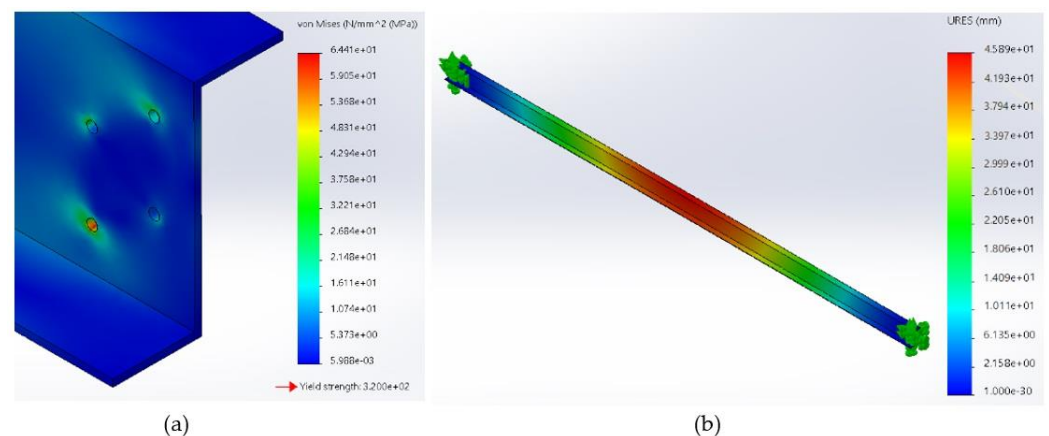 von Mises (N/mm^2 (MPa))
6.441e+01
5.905e+01
5.368e+01
4.831e+01
4.294e+01
3.758e+01
3.221e+01
2.684e+01
1.611e+01
1.074e+01
5.373e+00
5.988e-03
Yield strength: 3.200e+02
(a)
URES (mm)
4.589e+01
4.193e+01
3.794e+01
3.397e+01
2.999e+01
2.610e+01
2.205e+01
1.806e+01
1.409e+01
1.011e+01
6.135e+00
2.158e+00
1.000e-30
(b)